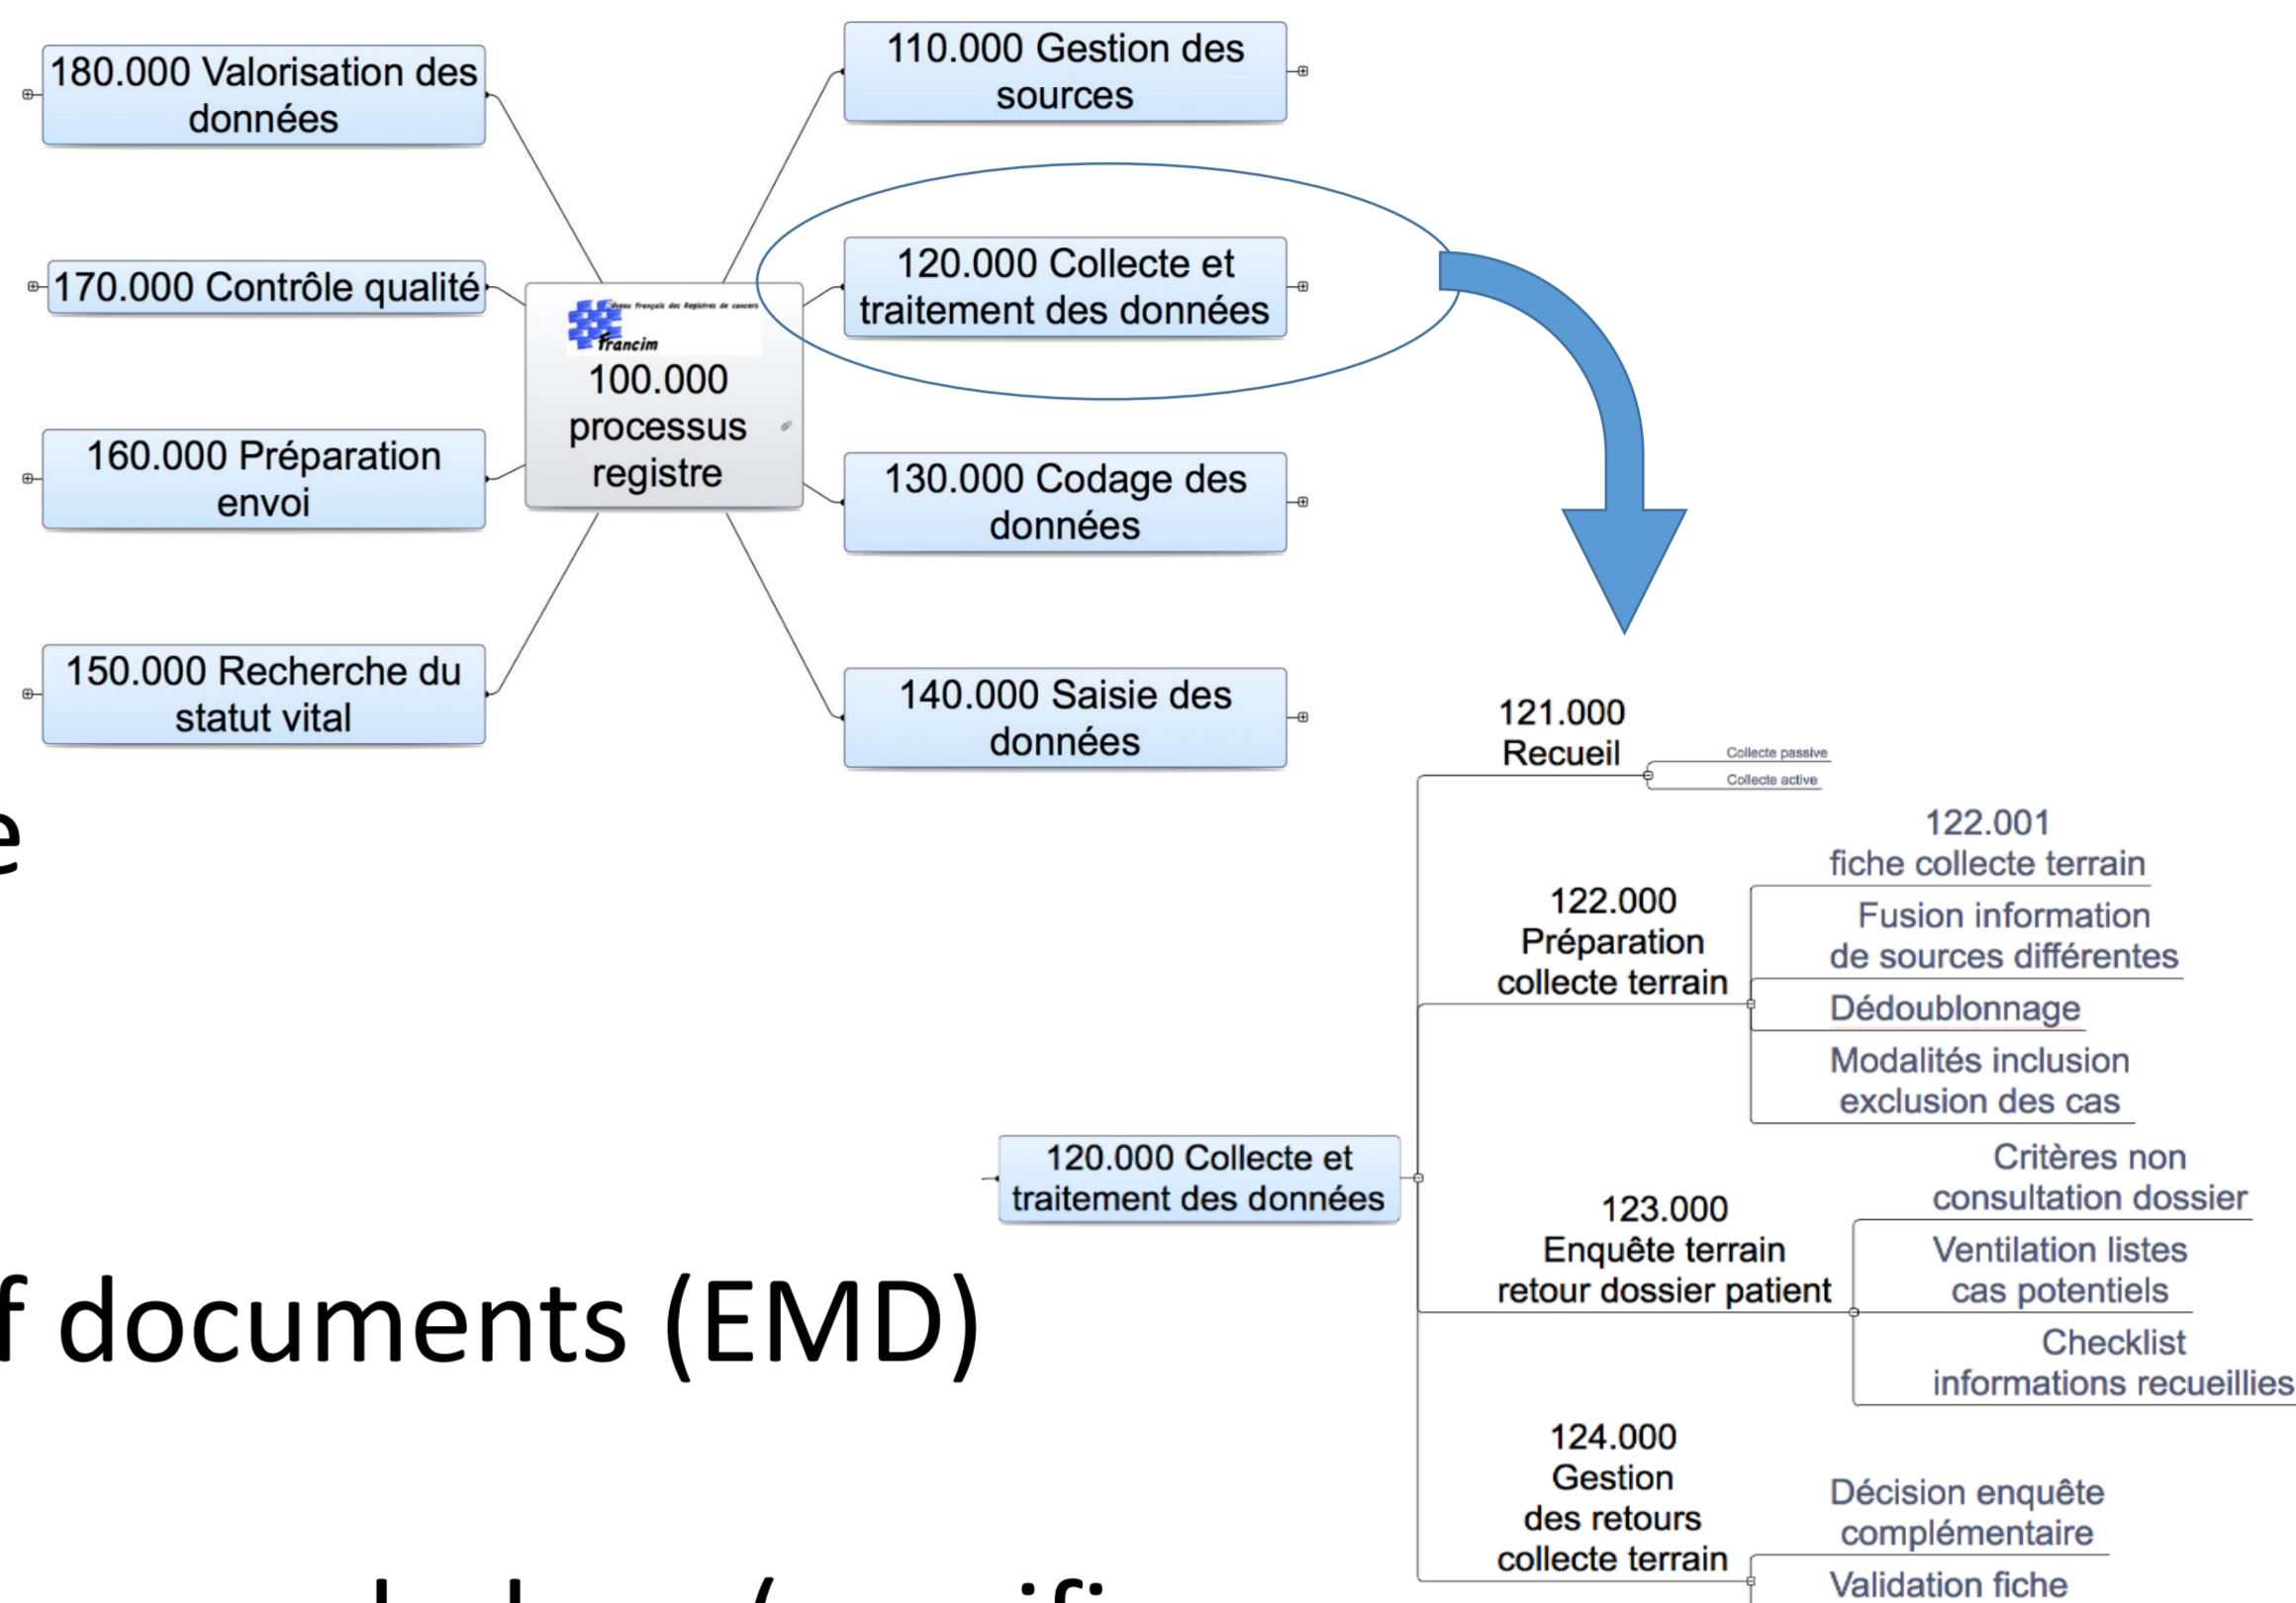 180.000 Valorisation des
données
170.000 Contrôle qualité
160.000 Préparation
envoi
150.000 Recherche du
statut vital
français des Registres de cancers
Francim
100.000
processus
registre
110.000 Gestion des
sources
120.000 Collecte et
traitement des données
130.000 Codage des
données
140.000 Saisie des
données
e
f documents (EMD)
120.000 Collecte et
traitement des données
121.000
Recueil
Collecte passive
Collecte active
122.000
Préparation
collecte terrain
122.001
fiche collecte terrain
Fusion information
de sources différentes
Dédoublonnage
Modalités inclusion
exclusion des cas
123.000
Enquête terrain
retour dossier patient
Critères non
consultation dossier
Ventilation listes
cas potentiels
Checklist
informations recueillies
124.000
Gestion
des retours
collecte terrain
Décision enquête
complémentaire
Validation fiche